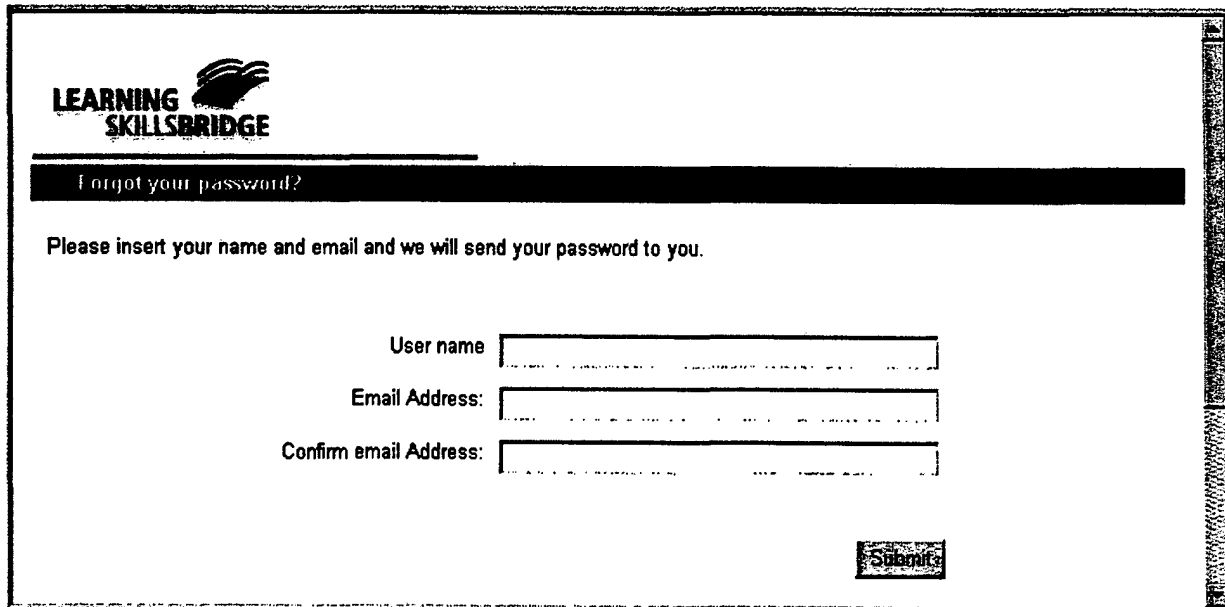 LEARNING
SKILLSBRIDGE
Forgot your password?
Please insert your name and email and we will send your password to you.
User name
Email Address:
Confirm email Address:
Submit